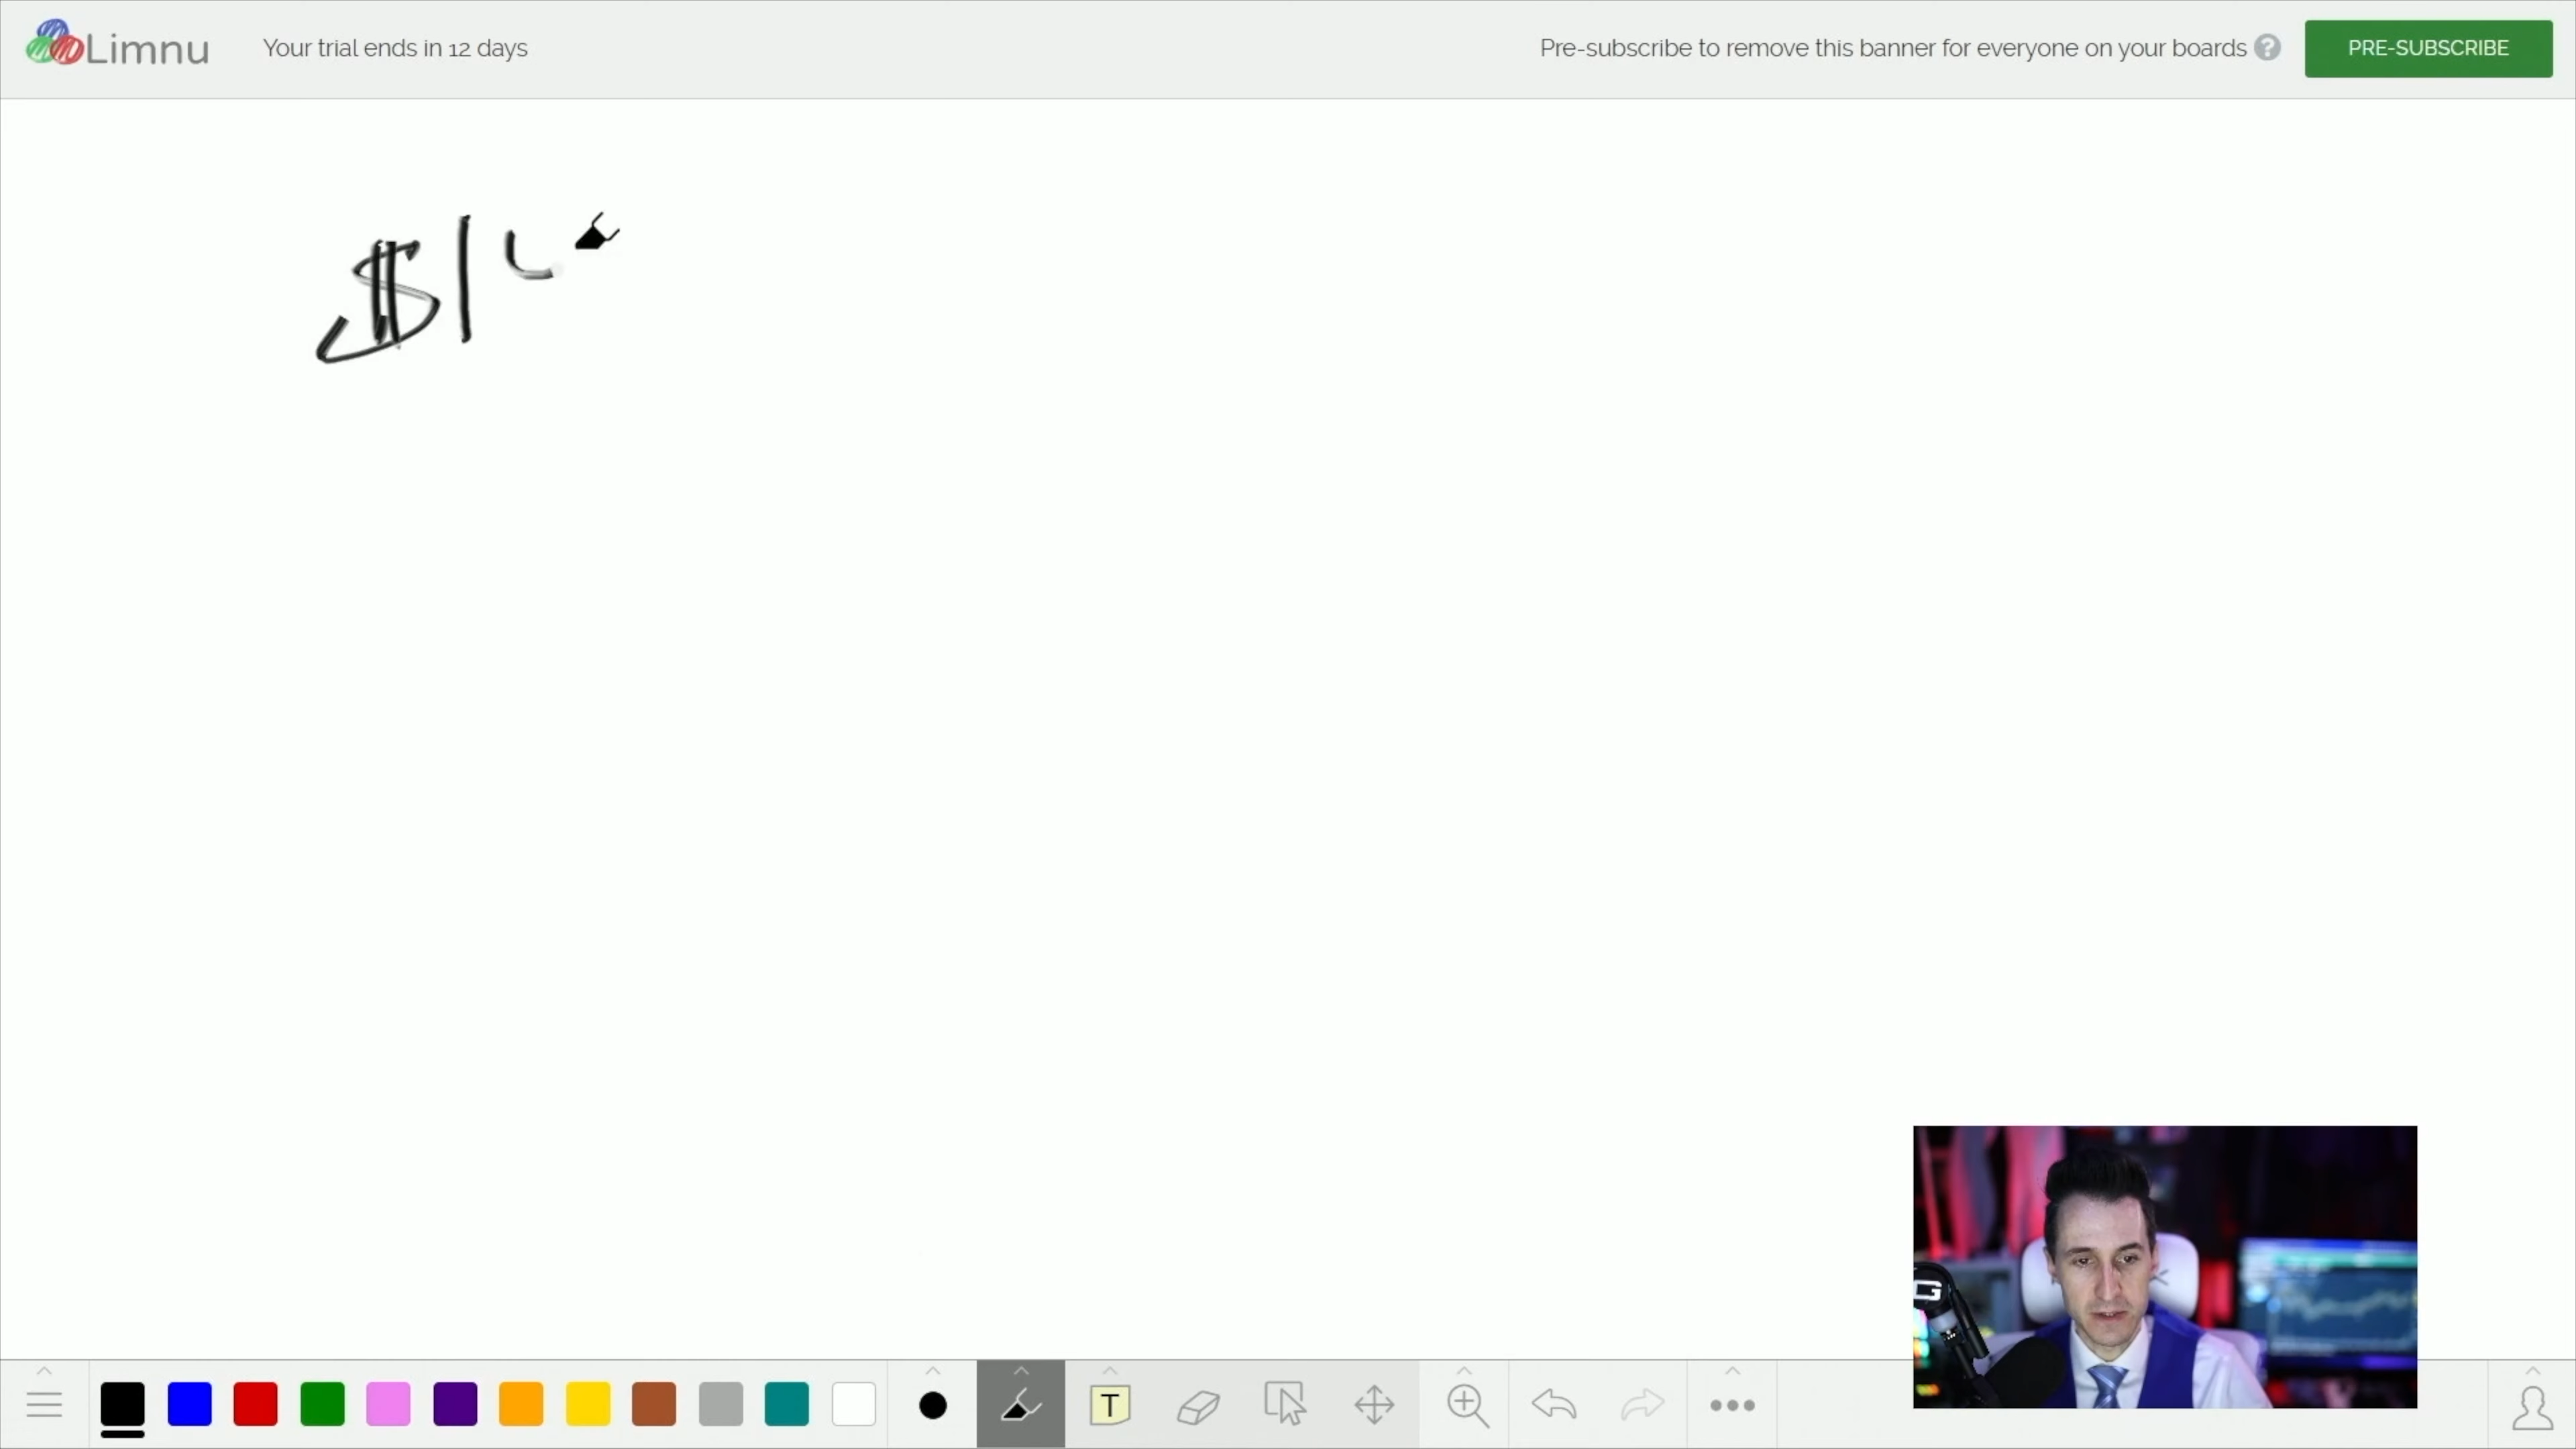 Limnu
Your trial ends in 12 days
Pre-subscribe to remove this banner for everyone on your boards ?
PRE-SUBSCRIBE
$1
T
G